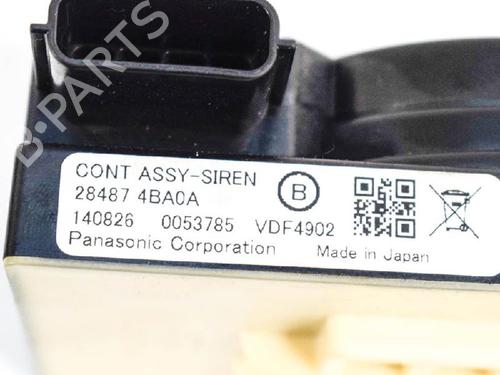 B-PARTS
CONT ASSY-SIREN
28487 4BA0A B
140826 0053785 VDF4902
Panasonic Corporation Made in Japan